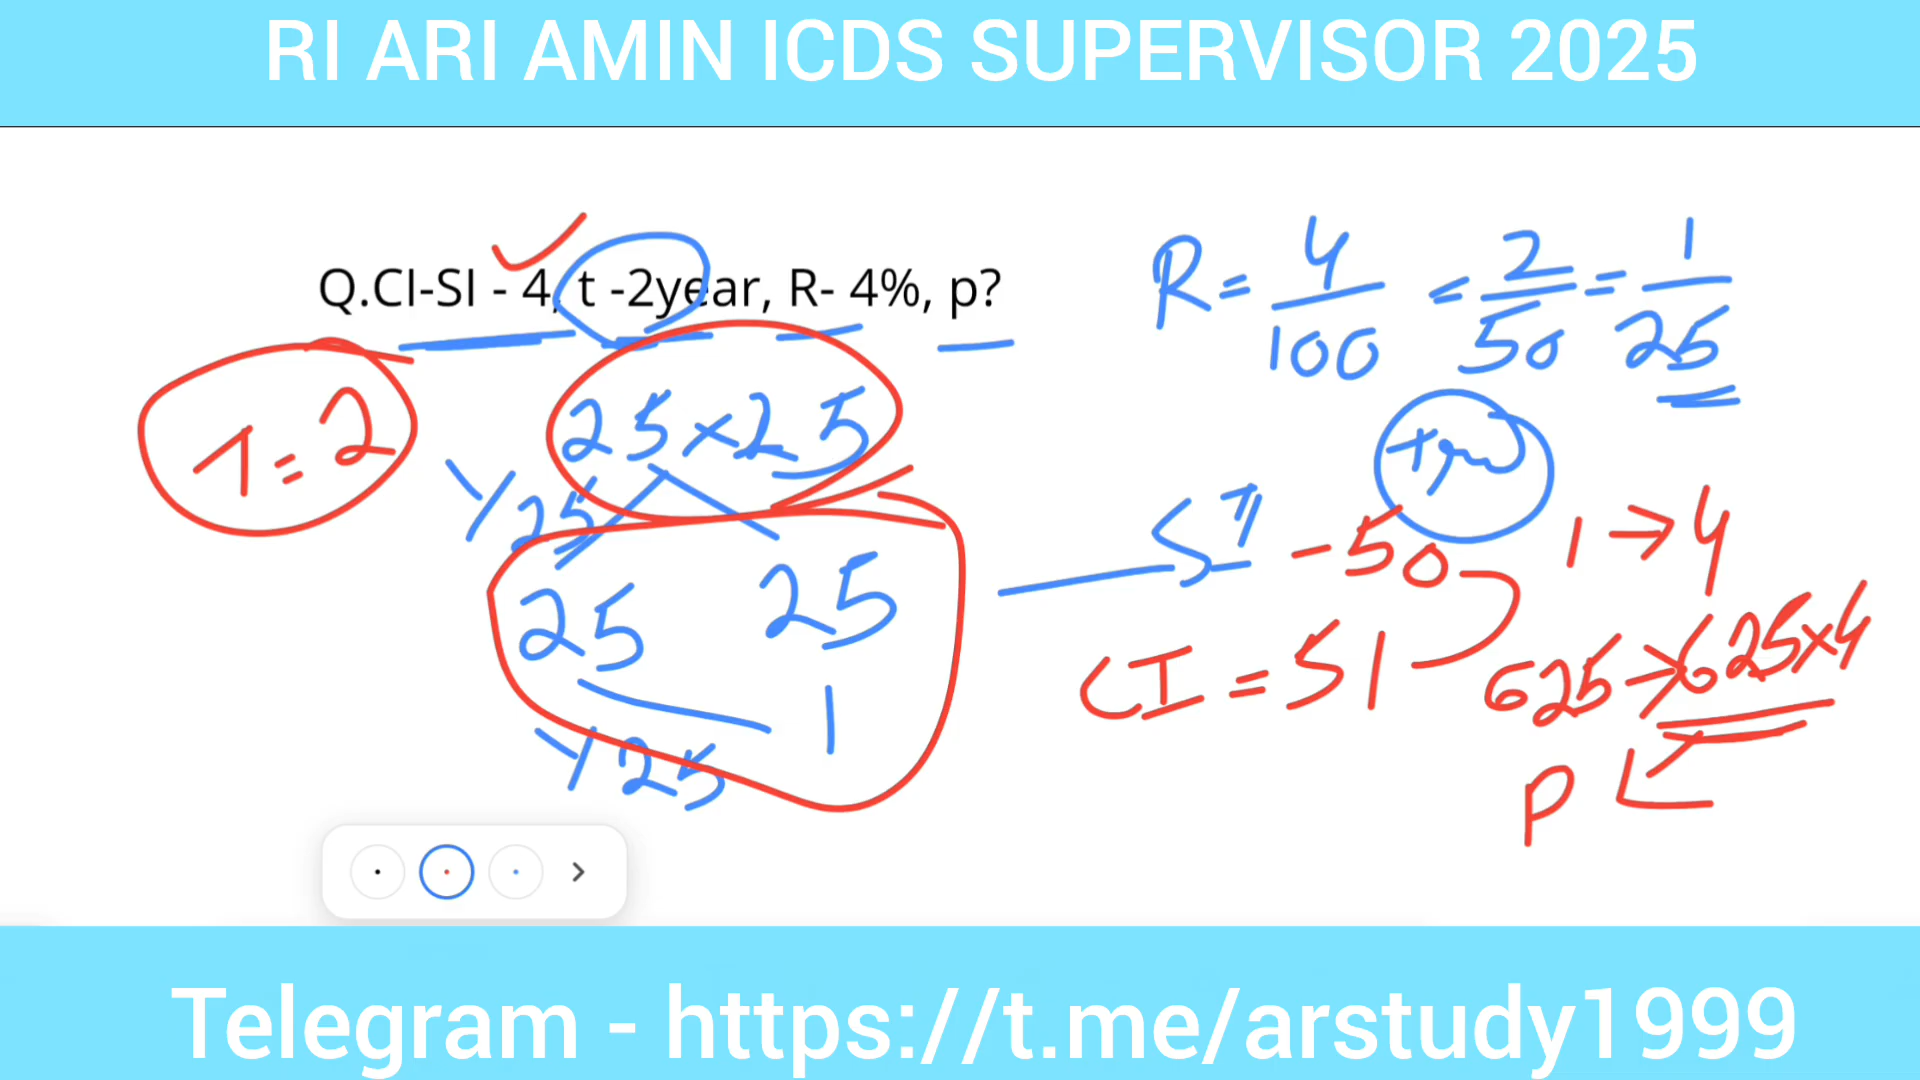 RI ARI AMIN ICDS SUPERVISOR 2025
Q.CI-SI - 4, t -2year, R- 4%, p?
R = 4/100 = 2/50 = 1/25
T = 2
25 × 25
1/25
25 25
1
1/25
SI - 50
CI = 51
1 → 4
625 → 625×4
P
Telegram - https://t.me/arstudy1999